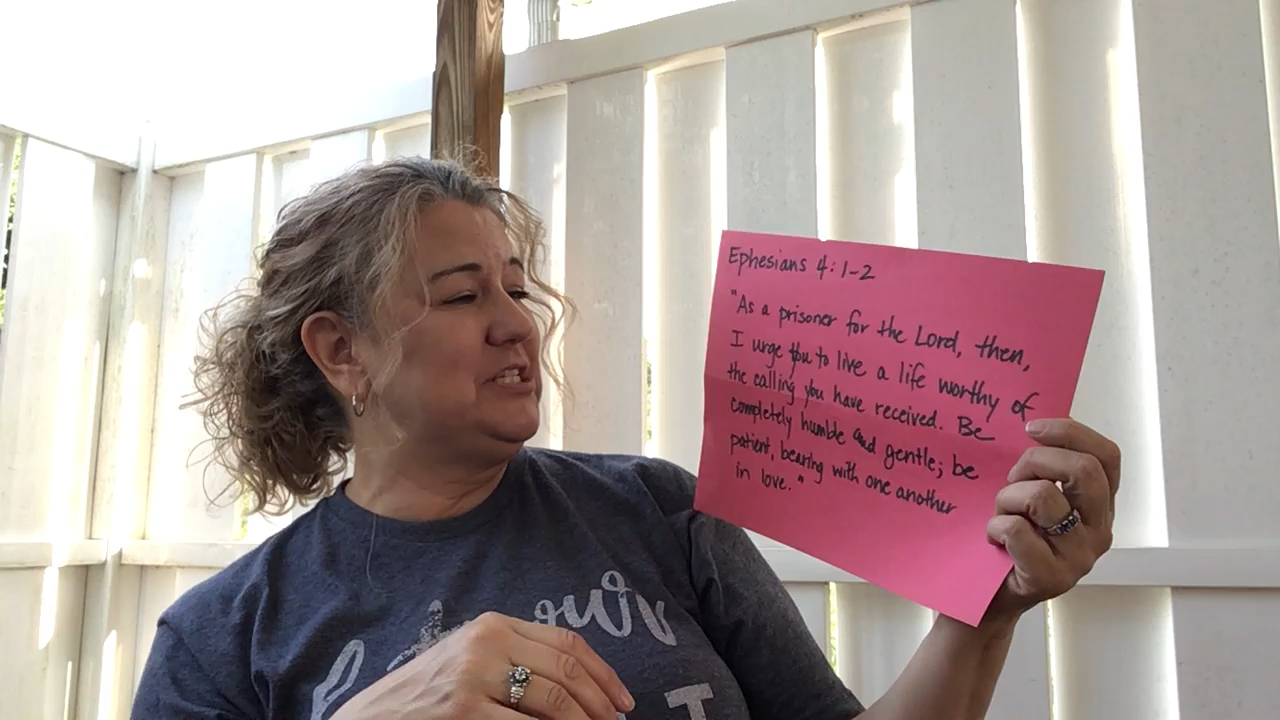 Ephesians 4:1-2
"As a prisoner for the Lord, then,
I urge you to live a life worthy of
the calling you have received. Be
completely humble and gentle; be
patient, bearing with one another
in love."